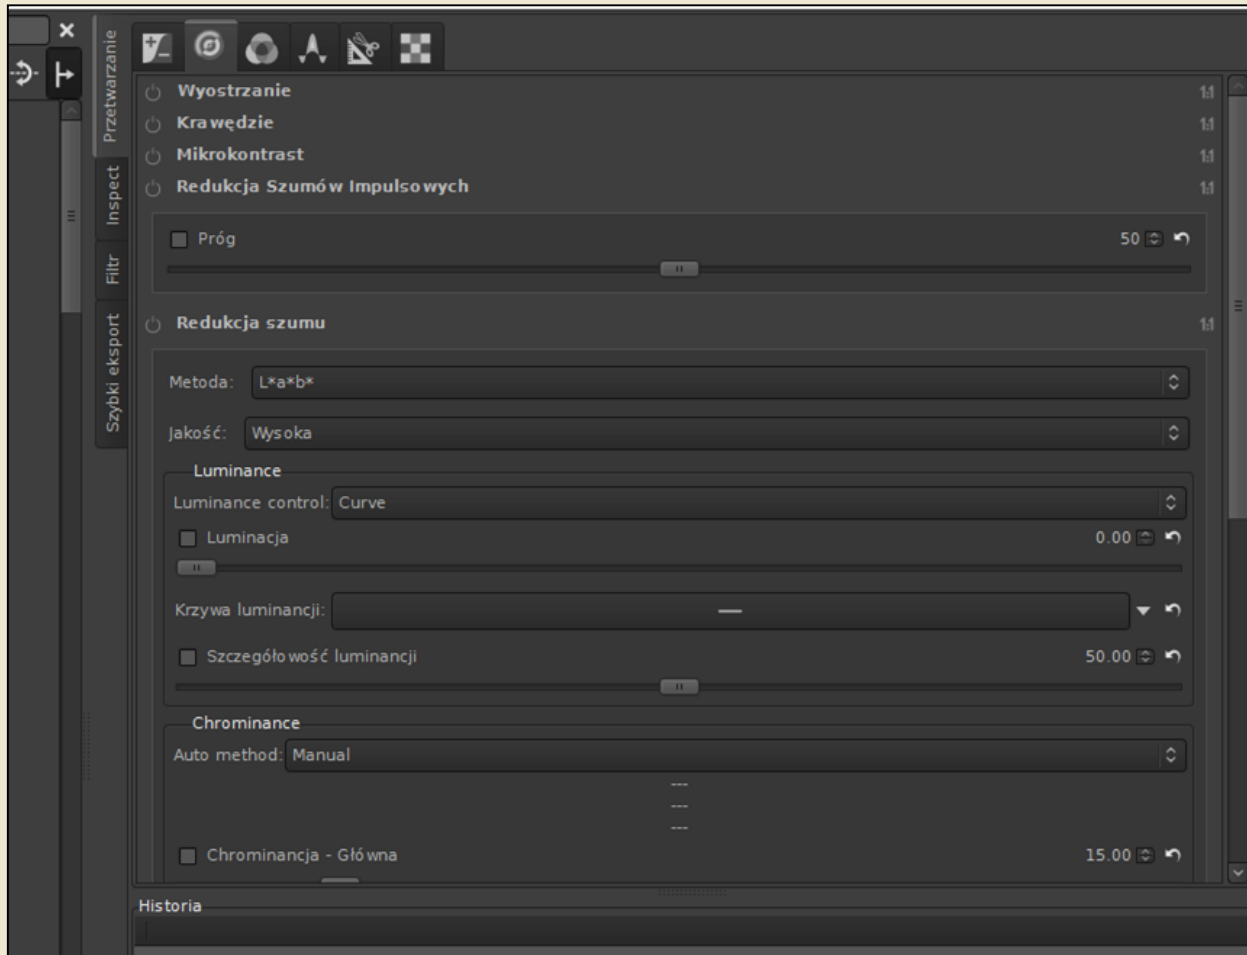 Przetwarzanie
Inspect
Filtr
Szybki eksport
Wyostrzanie 1:1
Krawędzie 1:1
Mikrokontrast 1:1
Redukcja Szumów Impulsowych 1:1
Próg 50
Redukcja szumu 1:1
Metoda: L*a*b*
Jakość: Wysoka
Luminance
Luminance control: Curve
Luminacja 0.00
Krzywa luminancji:
Szczegółowość luminancji 50.00
Chrominance
Auto method: Manual
---
---
---
Chrominancja - Główna 15.00
Historia